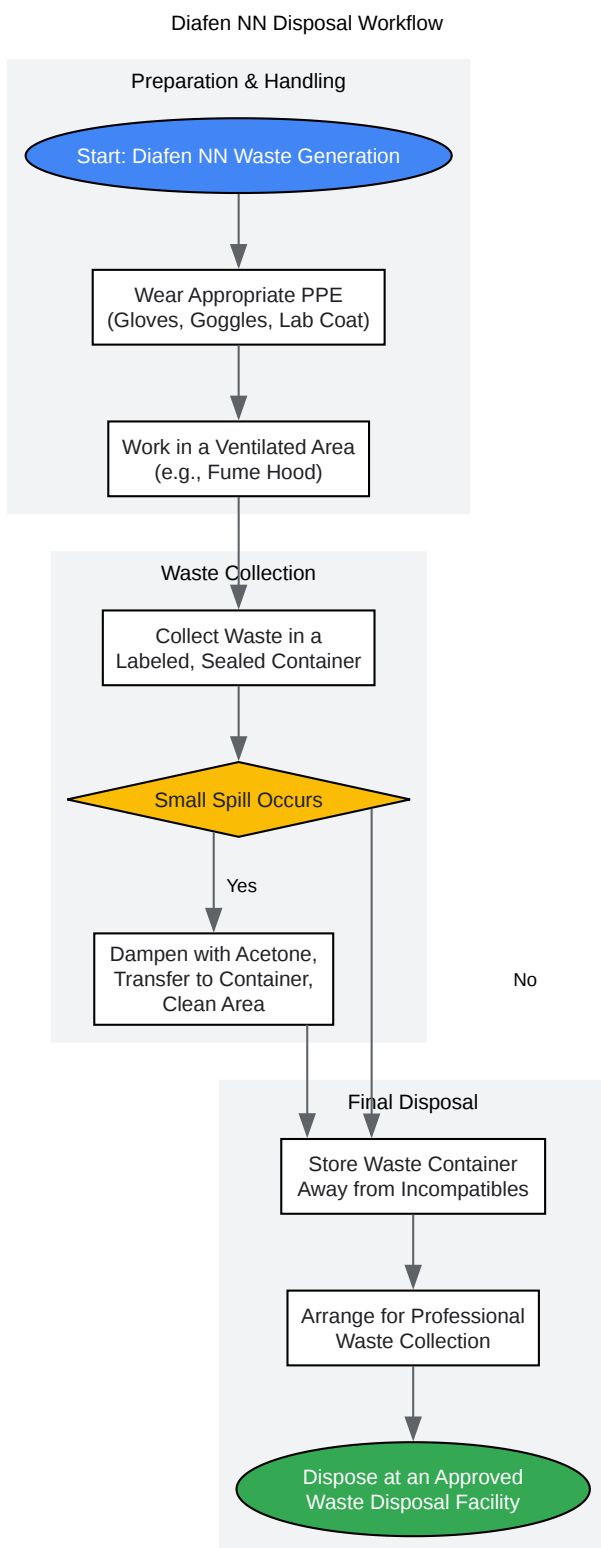 Diafen NN Disposal Workflow
Preparation & Handling
Start: Diafen NN Waste Generation
Wear Appropriate PPE
(Gloves, Goggles, Lab Coat)
Work in a Ventilated Area
(e.g., Fume Hood)
Waste Collection
Collect Waste in a
Labeled, Sealed Container
Small Spill Occurs
Yes
Dampen with Acetone,
Transfer to Container,
Clean Area
No
Final Disposal
Store Waste Container
Away from Incompatibles
Arrange for Professional
Waste Collection
Dispose at an Approved
Waste Disposal Facility